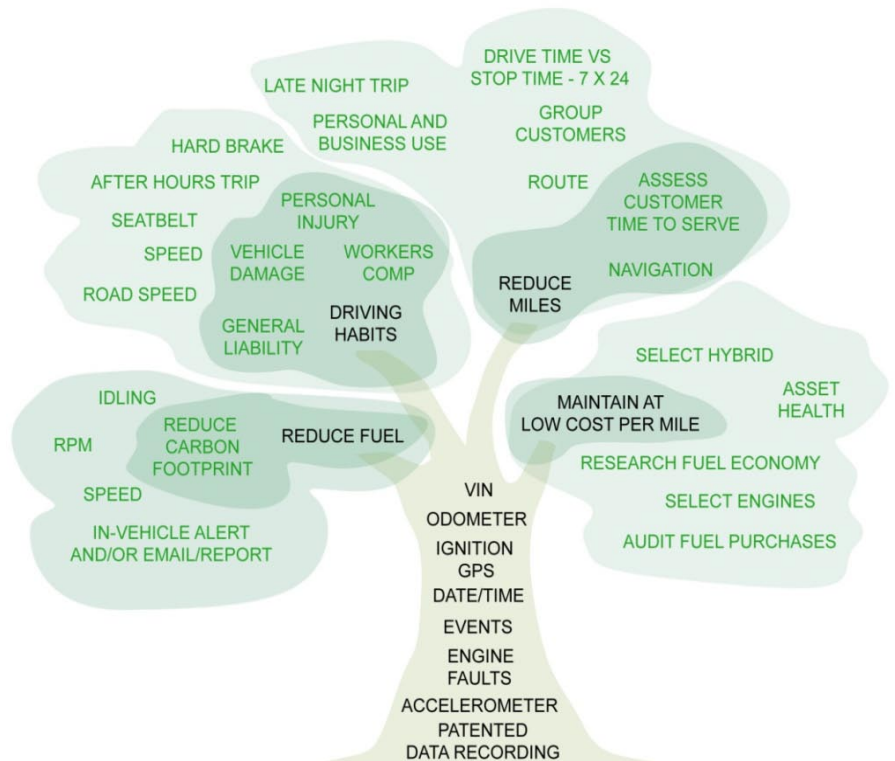 DRIVE TIME VS
STOP TIME - 7 X 24
LATE NIGHT TRIP
GROUP
CUSTOMERS
PERSONAL AND
BUSINESS USE
HARD BRAKE
AFTER HOURS TRIP
ROUTE
ASSESS
CUSTOMER
TIME TO SERVE
PERSONAL
INJURY
SEATBELT
SPEED
VEHICLE
DAMAGE
WORKERS
COMP
NAVIGATION
REDUCE
MILES
ROAD SPEED
GENERAL
LIABILITY
DRIVING
HABITS
SELECT HYBRID
ASSET
HEALTH
MAINTAIN AT
LOW COST PER MILE
IDLING
RPM
REDUCE
CARBON
FOOTPRINT
REDUCE FUEL
RESEARCH FUEL ECONOMY
SPEED
SELECT ENGINES
IN-VEHICLE ALERT
AND/OR EMAIL/REPORT
AUDIT FUEL PURCHASES
VIN
ODOMETER
IGNITION
GPS
DATE/TIME
EVENTS
ENGINE
FAULTS
ACCELEROMETER
PATENTED
DATA RECORDING